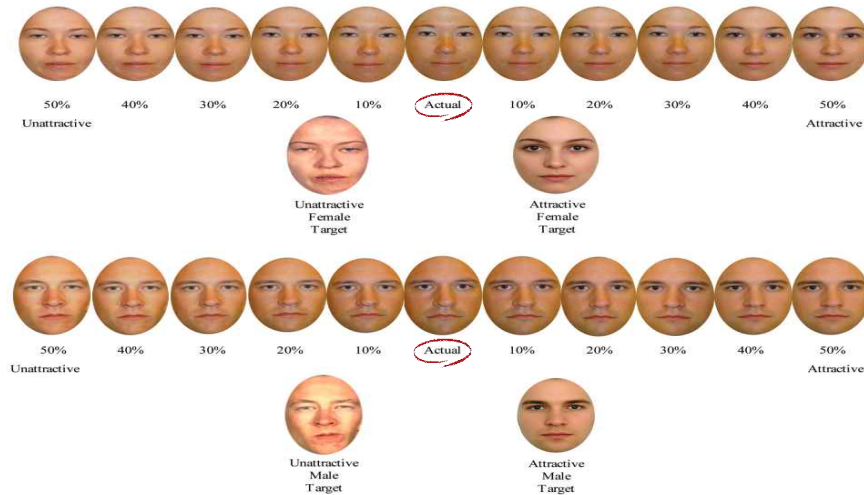 50% 40% 30% 20% 10% Actual 10% 20% 30% 40% 50%
Unattractive Attractive
Unattractive Attractive
Female Female
Target Target
50% 40% 30% 20% 10% Actual 10% 20% 30% 40% 50%
Unattractive Attractive
Unattractive Attractive
Male Male
Target Target